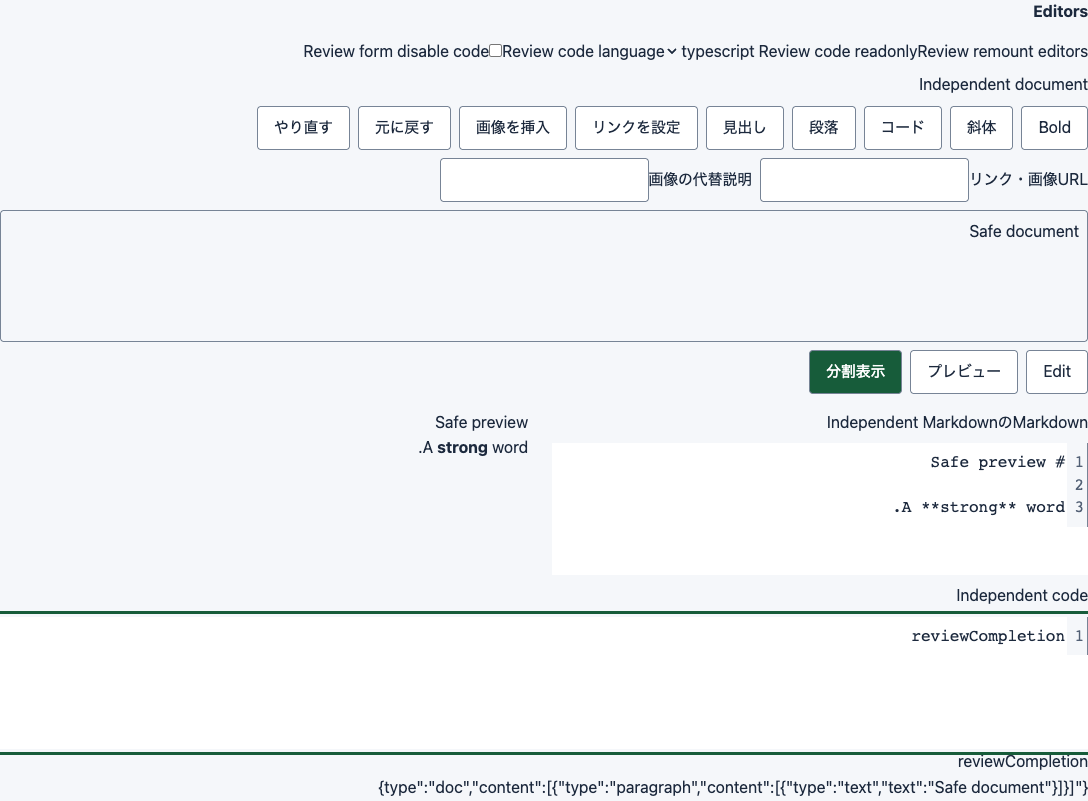 Editors
Review form disable code Review code language typescript Review code readonlyReview remount editors
Independent document
やり直す 元に戻す 画像を挿入 リンクを設定 見出し 段落 コード 斜体 Bold
画像の代替説明 リンク・画像URL
Safe document
分割表示 プレビュー Edit
Safe preview Independent MarkdownのMarkdown
.A strong word
Safe preview # 1
2
.A **strong** word 3
Independent code
reviewCompletion 1
reviewCompletion
{type":"doc","content":[{"type":"paragraph","content":[{"type":"text","text":"Safe document"}]}]"}